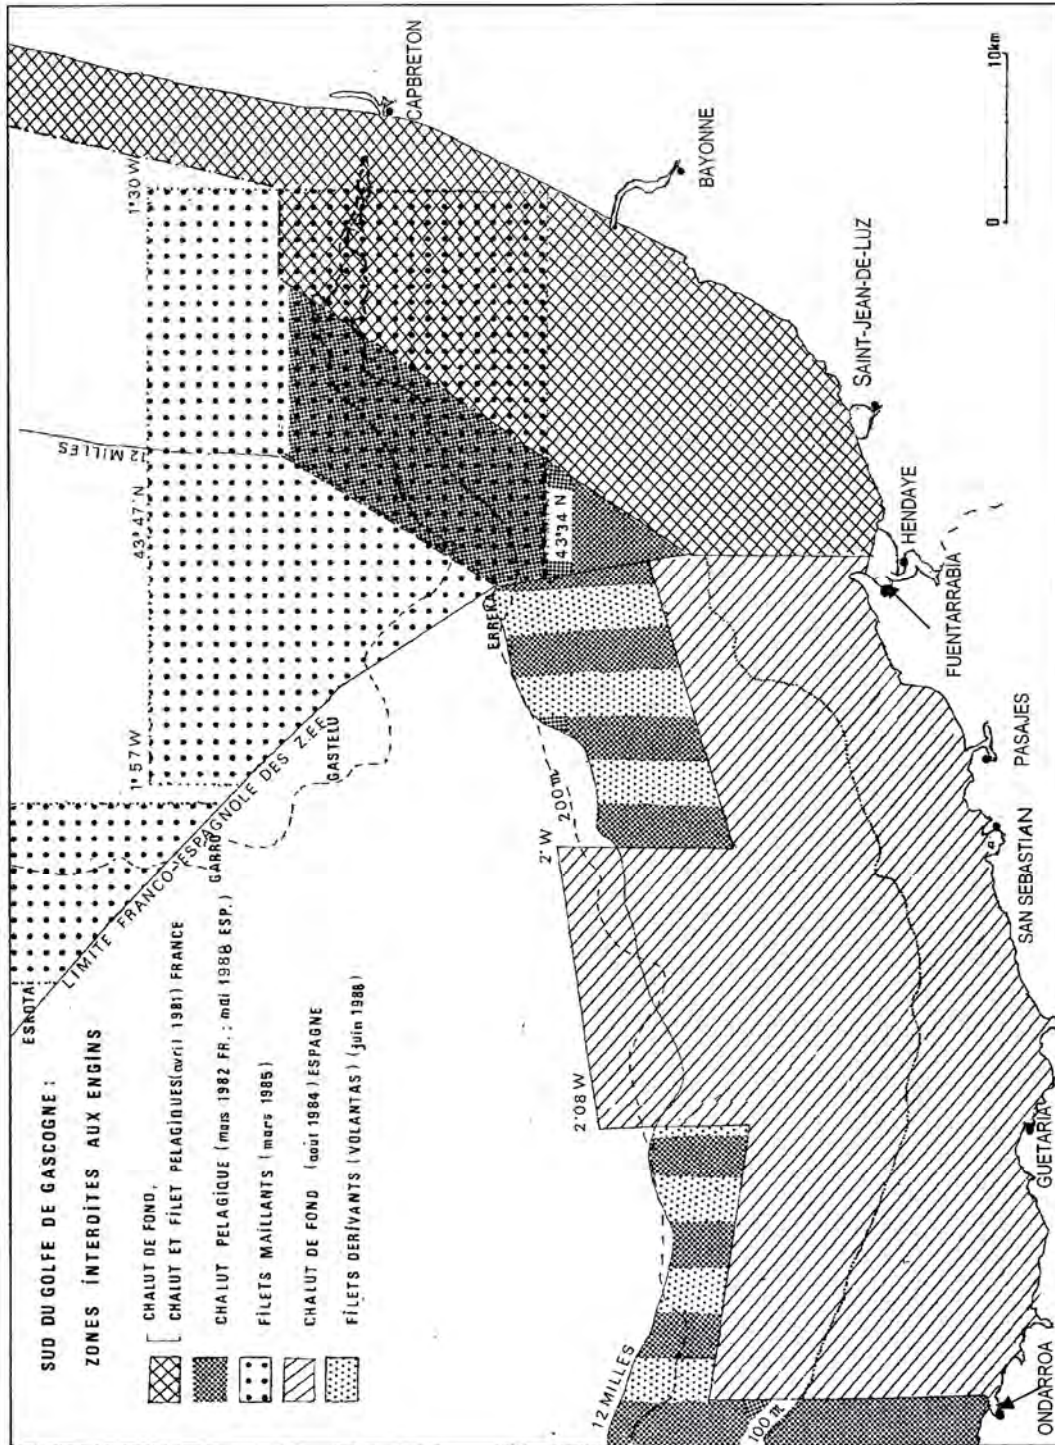 SUD DU GOLFE DE GASCOGNE :
ZONES INTERDITES AUX ENGINS
CHALUT DE FOND,
CHALUT ET FILET PELAGIQUES (avril 1981) FRANCE
CHALUT PELAGIQUE (mars 1982 FR. ; mai 1988 ESP.)
FILETS MAILLANTS (mars 1985)
CHALUT DE FOND (août 1984) ESPAGNE
FILETS DERIVANTS (VOLANTAS) (juin 1988)
ESKOTAI
LIMITE FRANCO-ESPAGNOLE DES ZEE
GARRO
GASTELU
1°57 W
43°47'N
12 MILLES
1°30 W
CAPBRETON
BAYONNE
SAINT-JEAN-DE-LUZ
HENDAYE
FUENTARRABIA
PASAJES
SAN SEBASTIAN
GUETARIA
ONDARROA
ERREKA
43°34 N
200 m
2°W
2°08 W
12 MILLES
100 m
0
10km